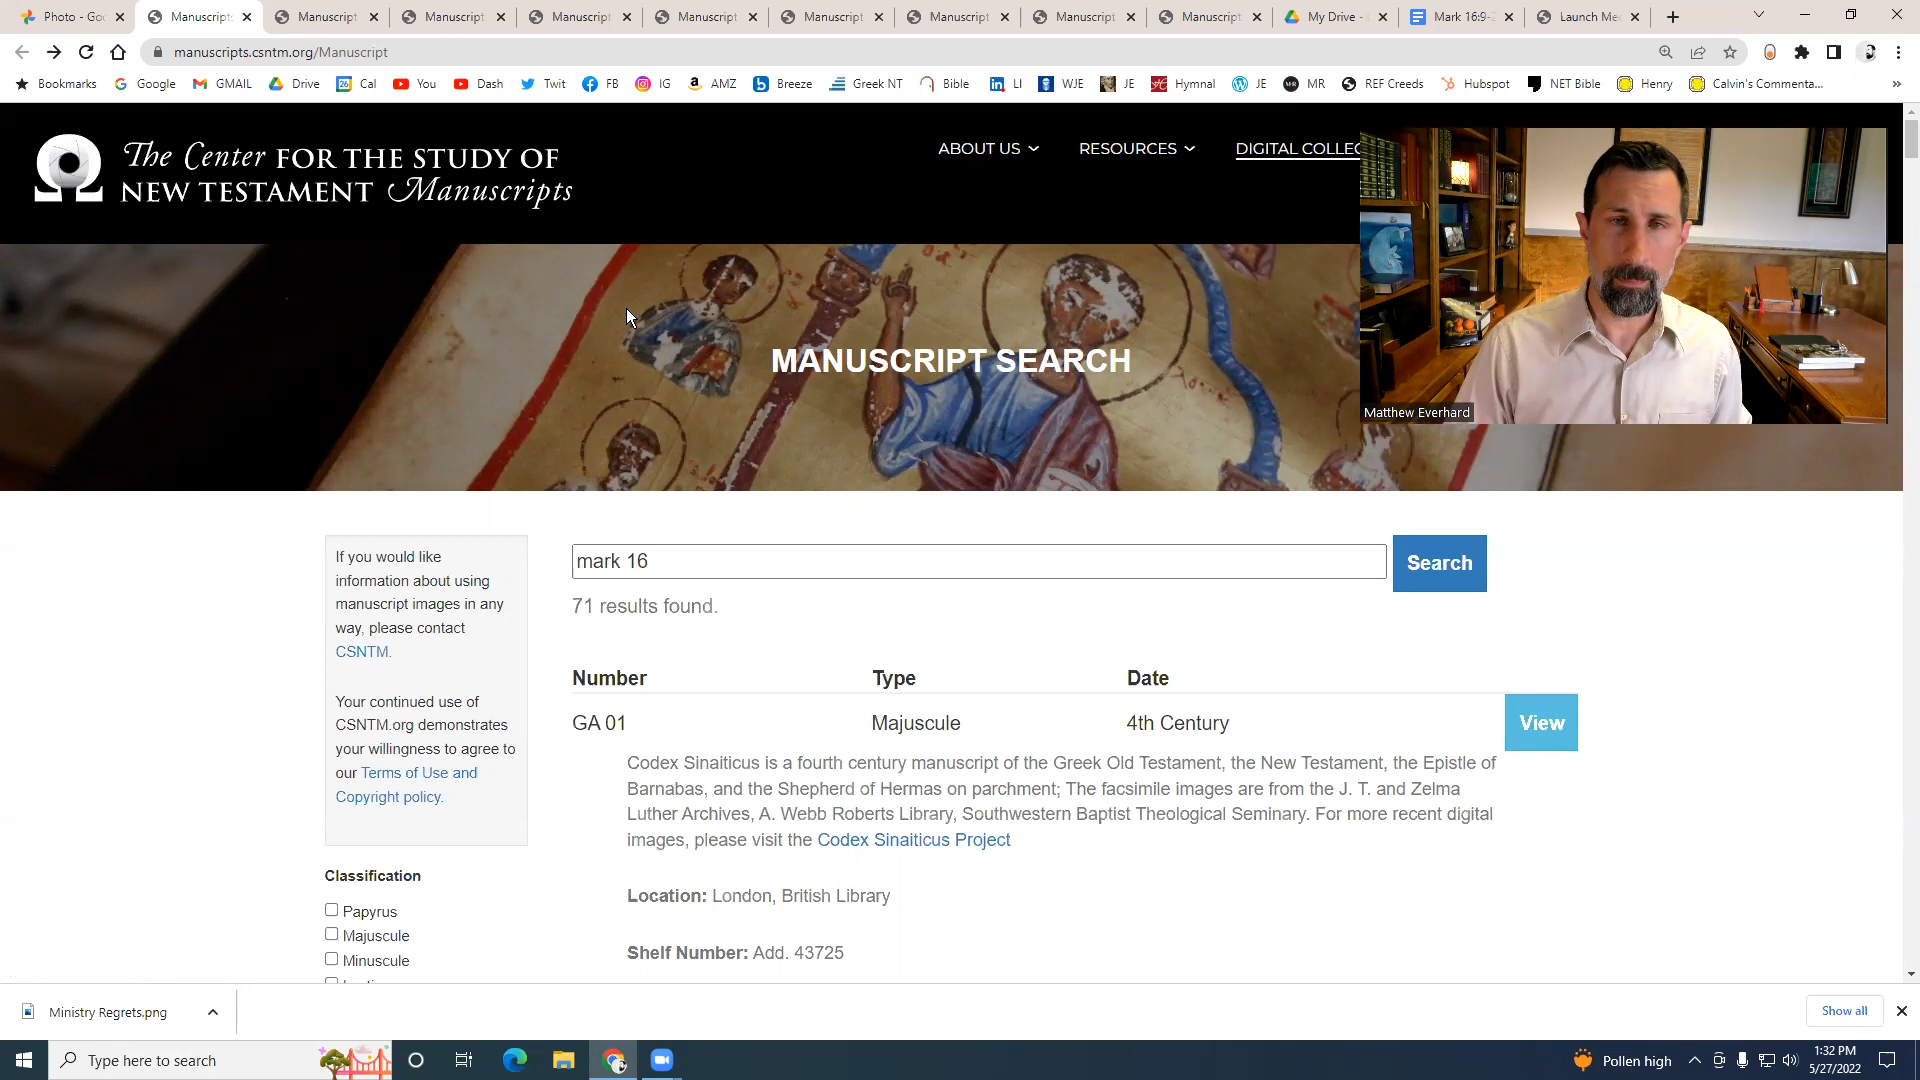 Photo - Goo
Manuscripts
Manuscript
Manuscript
Manuscript
Manuscript
Manuscript
Manuscript
Manuscript
Manuscript
My Drive -
Mark 16:9-
Launch Me
manuscripts.csntm.org/Manuscript
Bookmarks
Google
GMAIL
Drive
Cal
You
Dash
Twit
FB
IG
AMZ
Breeze
Greek NT
Bible
LI
WJE
JE
Hymnal
JE
MR
REF Creeds
Hubspot
NET Bible
Henry
Calvin's Commenta...
The Center FOR THE STUDY OF
NEW TESTAMENT Manuscripts
ABOUT US
RESOURCES
DIGITAL COLLEC
MANUSCRIPT SEARCH
Matthew Everhard
If you would like
information about using
manuscript images in any
way, please contact
CSNTM.
Your continued use of
CSNTM.org demonstrates
your willingness to agree to
our Terms of Use and
Copyright policy.
Classification
Papyrus
Majuscule
Minuscule
mark 16
Search
71 results found.
Number Type Date
GA 01 Majuscule 4th Century
View
Codex Sinaiticus is a fourth century manuscript of the Greek Old Testament, the New Testament, the Epistle of
Barnabas, and the Shepherd of Hermas on parchment; The facsimile images are from the J. T. and Zelma
Luther Archives, A. Webb Roberts Library, Southwestern Baptist Theological Seminary. For more recent digital
images, please visit the Codex Sinaiticus Project
Location: London, British Library
Shelf Number: Add. 43725
Ministry Regrets.png
Show all
Type here to search
Pollen high
1:32 PM
5/27/2022